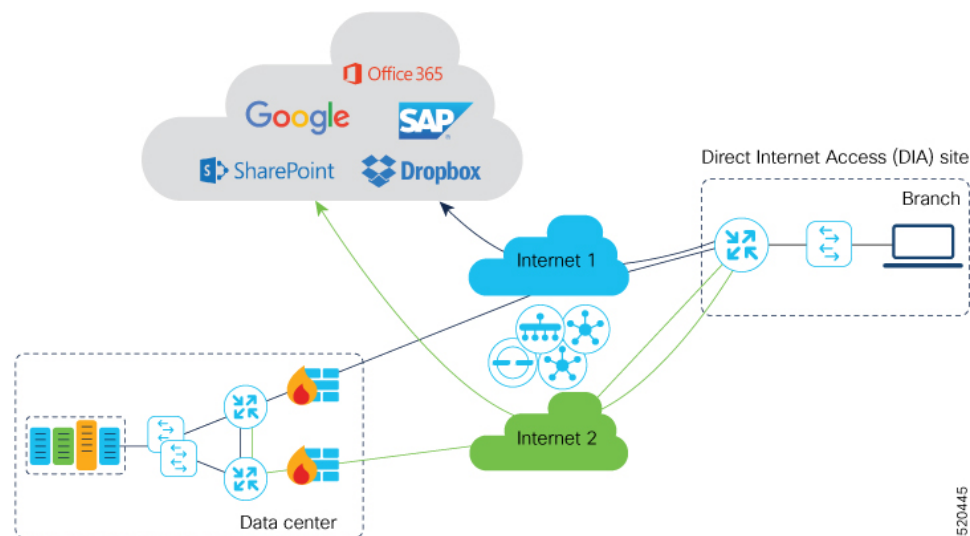 Office 365
Google
SAP
®
S
SharePoint
Dropbox
Direct Internet Access (DIA) site
Branch
Internet 1
Internet 2
Data center
520445